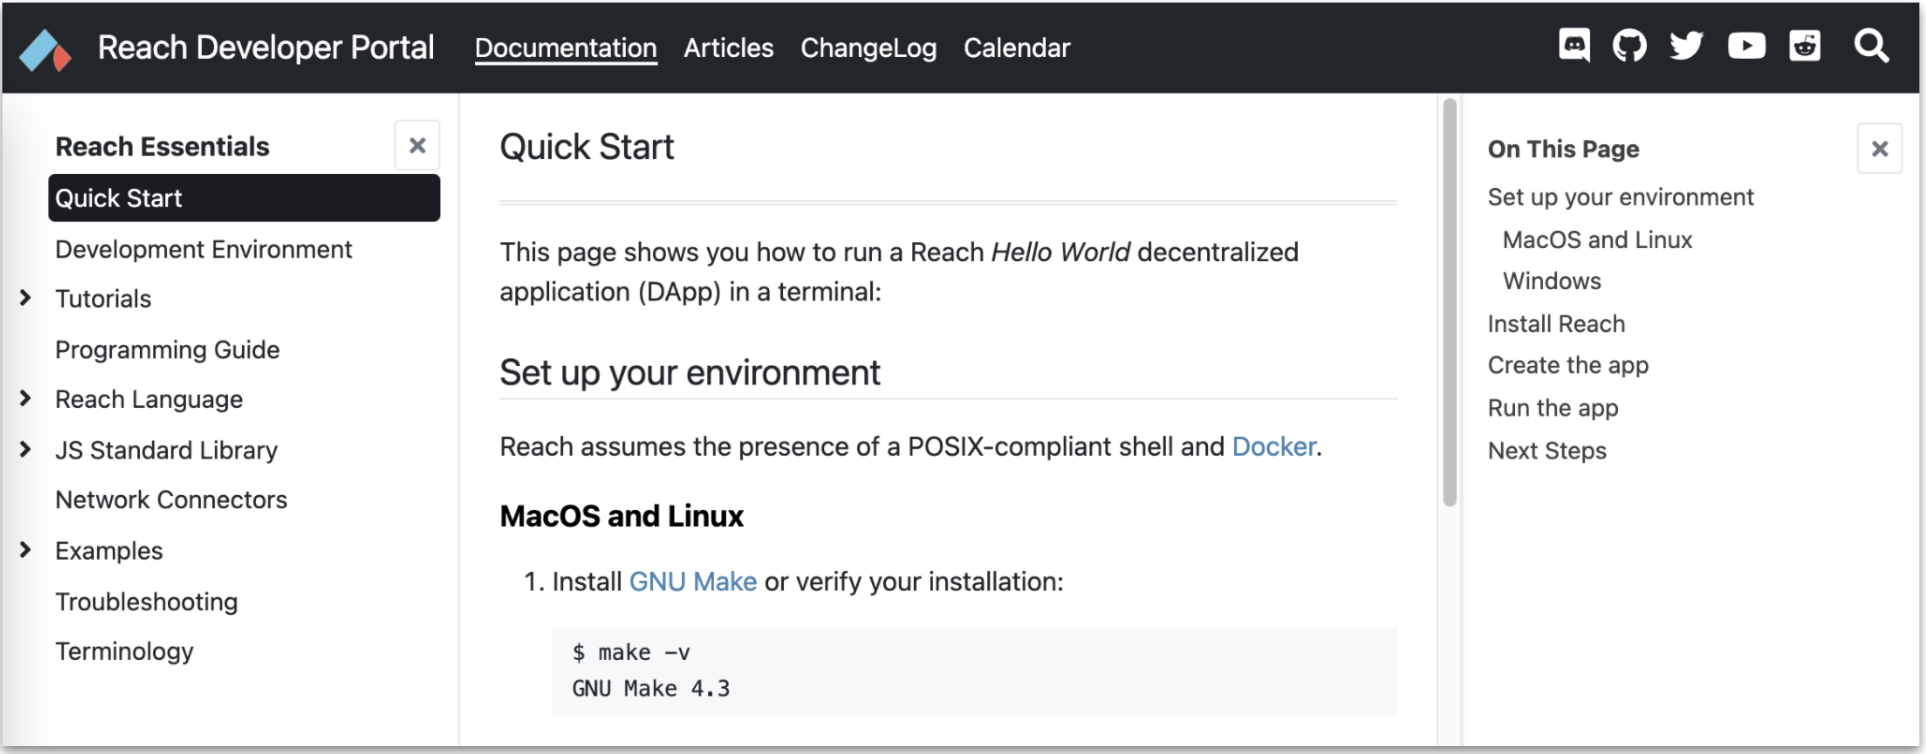 Reach Developer Portal Documentation Articles ChangeLog Calendar
Reach Essentials
Quick Start
Development Environment
Tutorials
Programming Guide
Reach Language
JS Standard Library
Network Connectors
Examples
Troubleshooting
Terminology
Quick Start
This page shows you how to run a Reach Hello World decentralized
application (DApp) in a terminal:
Set up your environment
Reach assumes the presence of a POSIX-compliant shell and Docker.
MacOS and Linux
1. Install GNU Make or verify your installation:
$ make -v
GNU Make 4.3
On This Page
Set up your environment
MacOS and Linux
Windows
Install Reach
Create the app
Run the app
Next Steps